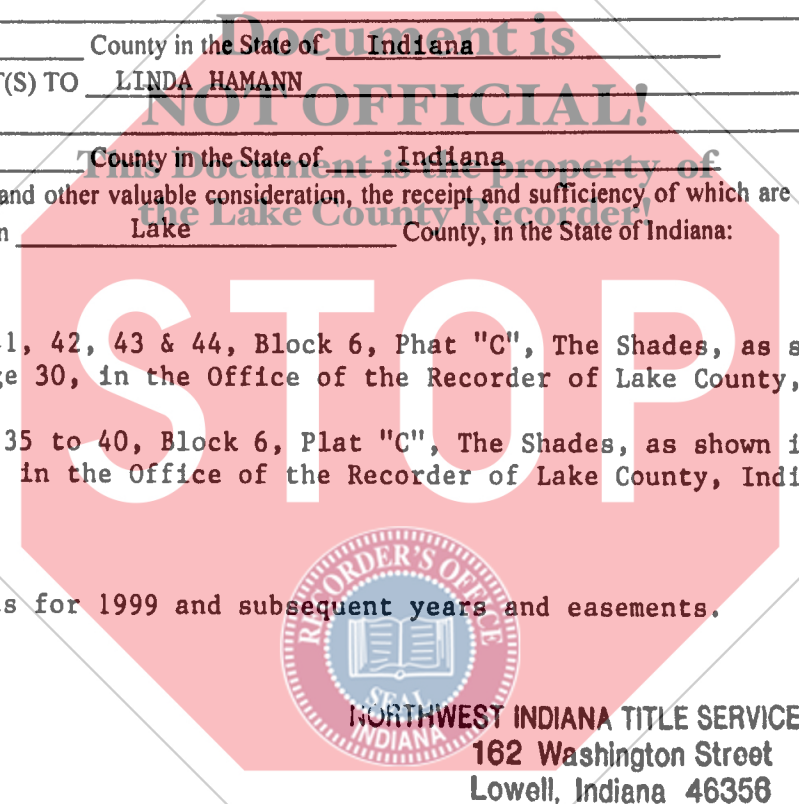 Document is
County in the State of Indiana
T(S) TO LINDA HAMANN
NOT OFFICIAL!
This Document is the property of
County in the State of Indiana
and other valuable consideration, the receipt and sufficiency of which are
the Lake County Recorder!
n Lake County, in the State of Indiana:
STOP
41, 42, 43 & 44, Block 6, Phat "C", The Shades, as s
ge 30, in the Office of the Recorder of Lake County,
35 to 40, Block 6, Plat "C", The Shades, as shown i
in the Office of the Recorder of Lake County, Indi
s for 1999 and subsequent years and easements.
RECORDER'S OFFICE
SEAL
INDIANA
NORTHWEST INDIANA TITLE SERVICE
162 Washington Street
Lowell, Indiana 46356